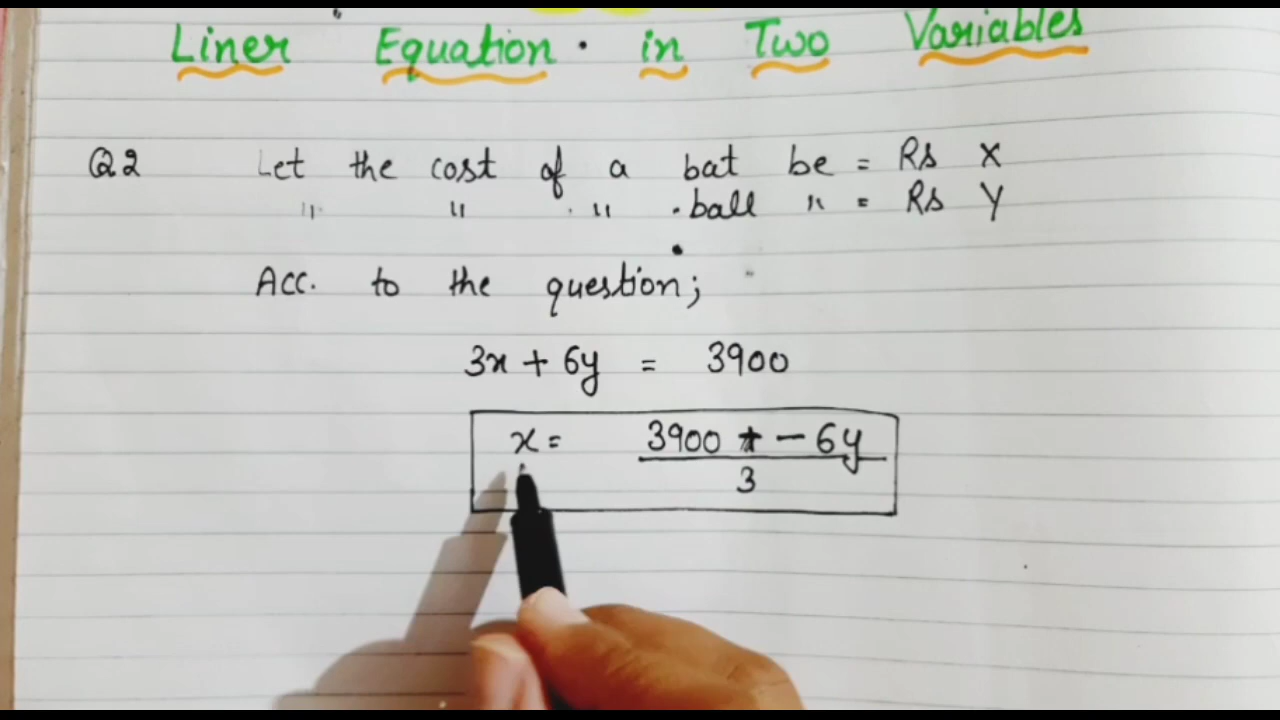 Liner Equation in Two Variables
Q2 Let the cost of a bat be = Rs X
" " " ball " = Rs Y
Acc. to the question;
3x + 6y = 3900
x = 3900 - 6y
3